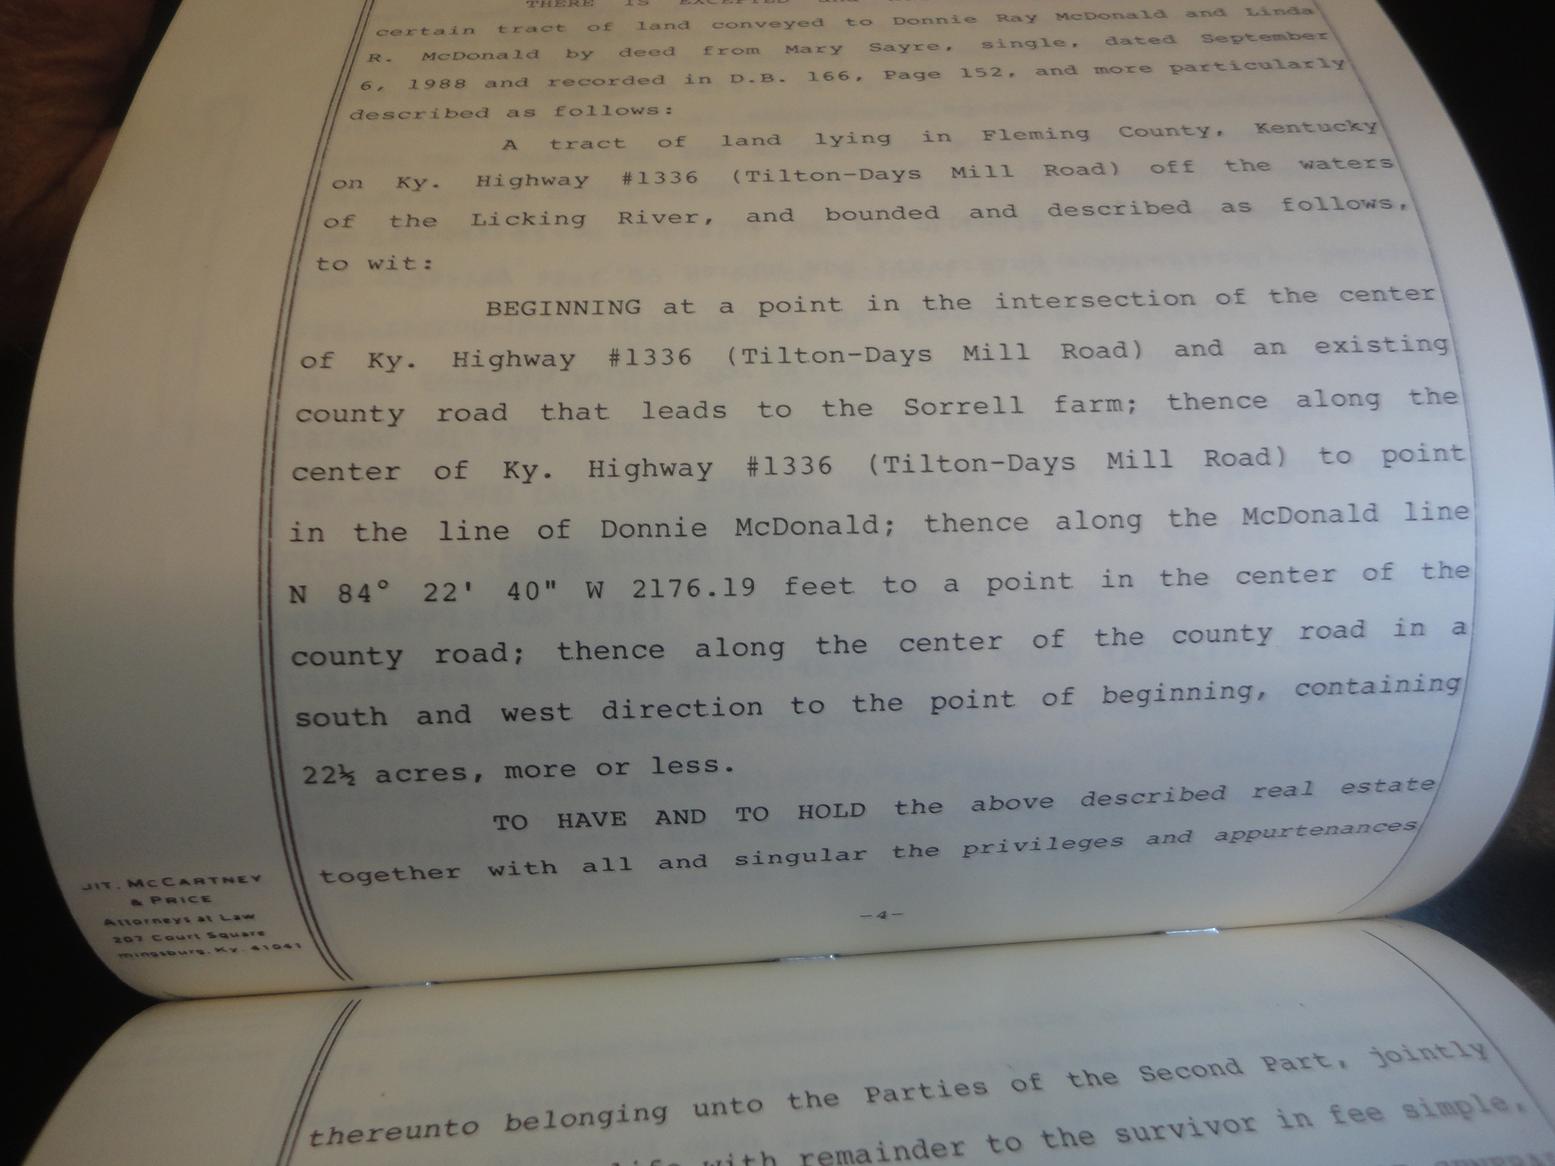 THERE IS EXCEPTED and
certain tract of land conveyed to Donnie Ray McDonald and Linda
R. McDonald by deed from Mary Sayre, single, dated September
6, 1988 and recorded in D.B. 166, Page 152, and more particularly
described as follows:
A tract of land lying in Fleming County, Kentucky
on Ky. Highway #1336 (Tilton-Days Mill Road) off the waters
of the Licking River, and bounded and described as follows,
to wit:
BEGINNING at a point in the intersection of the center
of Ky. Highway #1336 (Tilton-Days Mill Road) and an existing
county road that leads to the Sorrell farm; thence along the
center of Ky. Highway #1336 (Tilton-Days Mill Road) to point
in the line of Donnie McDonald; thence along the McDonald line
N 84° 22' 40" W 2176.19 feet to a point in the center of the
county road; thence along the center of the county road in a
south and west direction to the point of beginning, containing
22½ acres, more or less.
TO HAVE AND TO HOLD the above described real estate
together with all and singular the privileges and appurtenances
-4-
McCARTNEY
& PRICE
Attorneys at Law
207 Court Square
mingsburg, Ky. 41041
thereunto belonging unto the Parties of the Second Part, jointly
life with remainder to the survivor in fee simple,